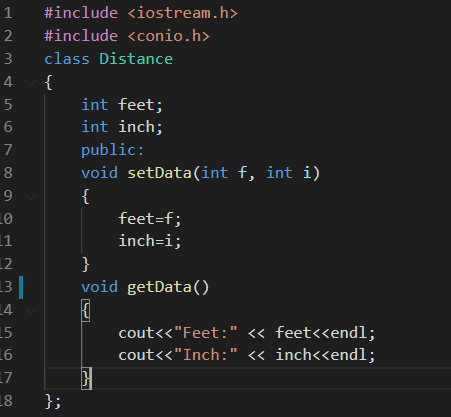 1 #include <iostream.h>
2 #include <conio.h>
3 class Distance
4 {
5     int feet;
6     int inch;
7     public:
8     void setData(int f, int i)
9     {
10         feet=f;
11         inch=i;
12     }
13     void getData()
14     {
15         cout<<"Feet:" << feet<<endl;
16         cout<<"Inch:" << inch<<endl;
17     }
18 };